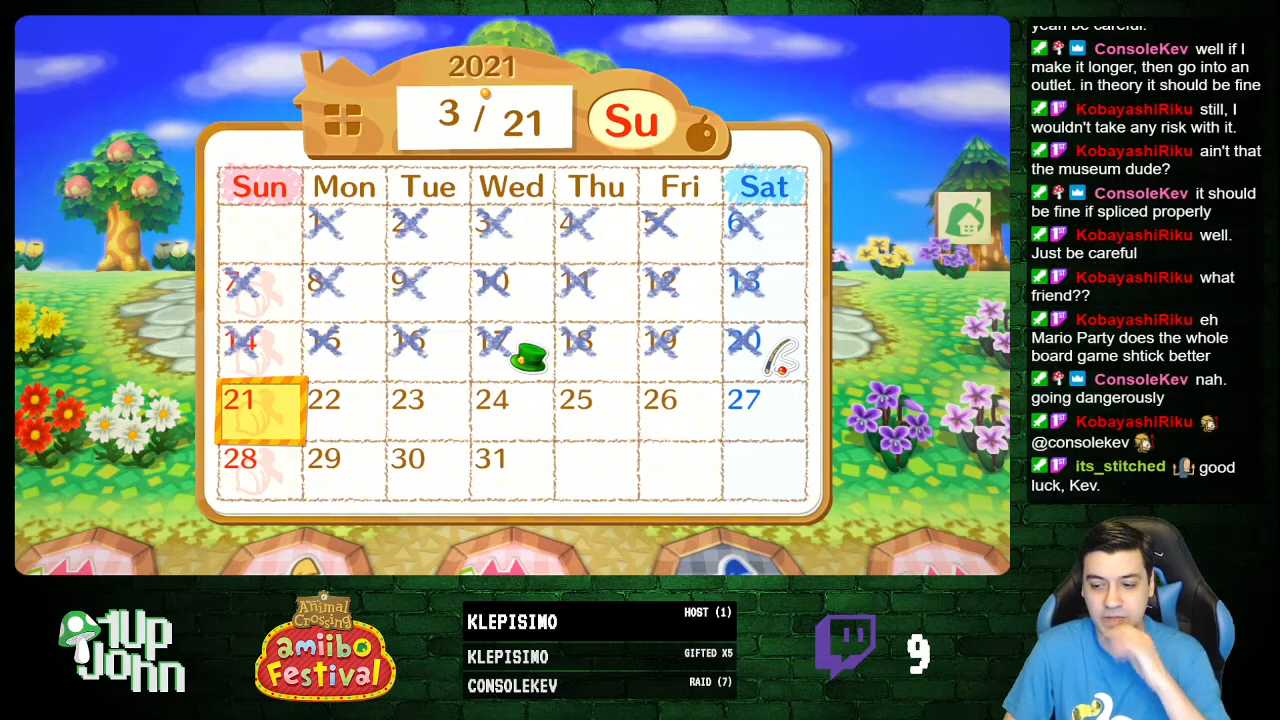 2021
3 / 21 Su
Sun Mon Tue Wed Thu Fri Sat
1 2 3 4 5 6
7 8 9 10 11 12 13
14 15 16 17 18 19 20
21 22 23 24 25 26 27
28 29 30 31
yeah be careful.
ConsoleKev well if I
make it longer, then go into an
outlet. in theory it should be fine
KobayashiRiku still, I
wouldn't take any risk with it.
KobayashiRiku ain't that
the museum dude?
ConsoleKev it should
be fine if spliced properly
KobayashiRiku well.
Just be careful
KobayashiRiku what
friend??
KobayashiRiku eh
Mario Party does the whole
board game shtick better
ConsoleKev nah.
going dangerously
KobayashiRiku
@consolekev
its_stitched good
luck, Kev.
1Up
John
Animal
Crossing
amiibo
Festival
KLEPISIMO HOST (1)
KLEPISIMO GIFTED X5
CONSOLEKEV RAID (7)
9